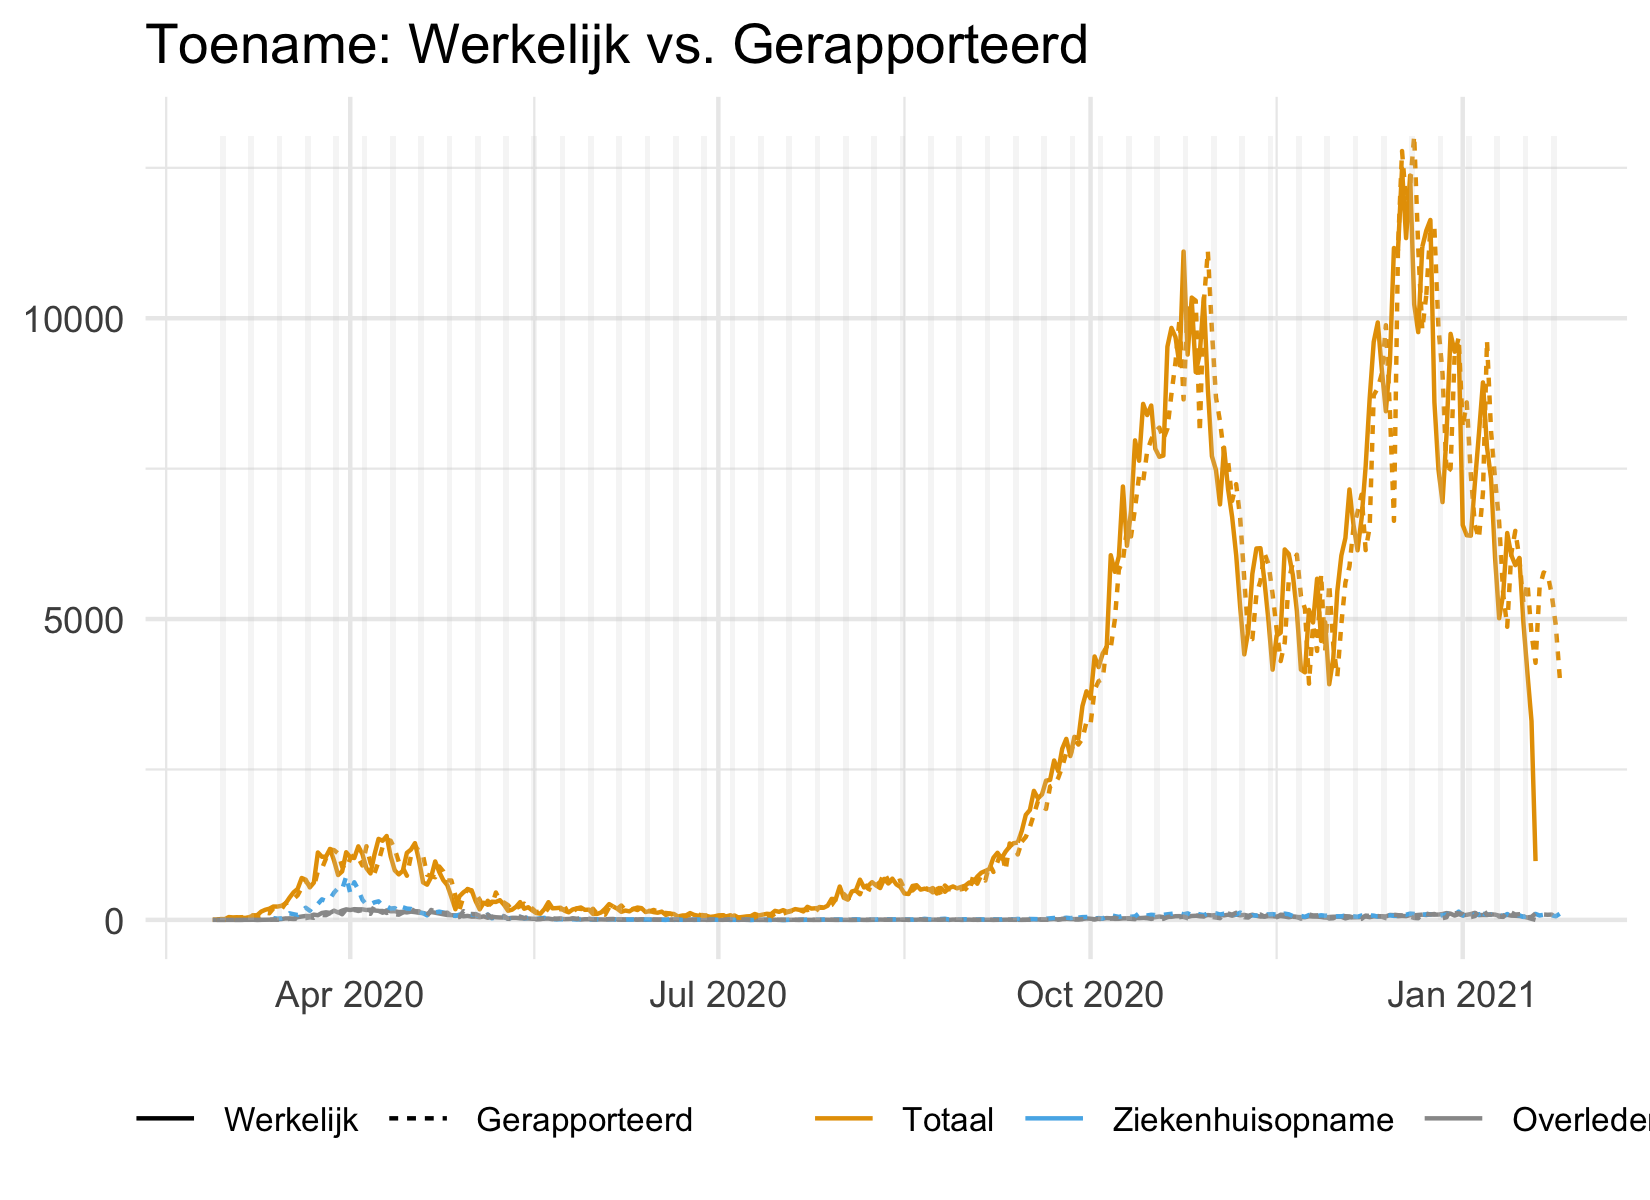 Toename: Werkelijk vs. Gerapporteerd
10000
5000
0
Apr 2020 Jul 2020 Oct 2020 Jan 2021
Werkelijk Gerapporteerd Totaal Ziekenhuisopname Overleden